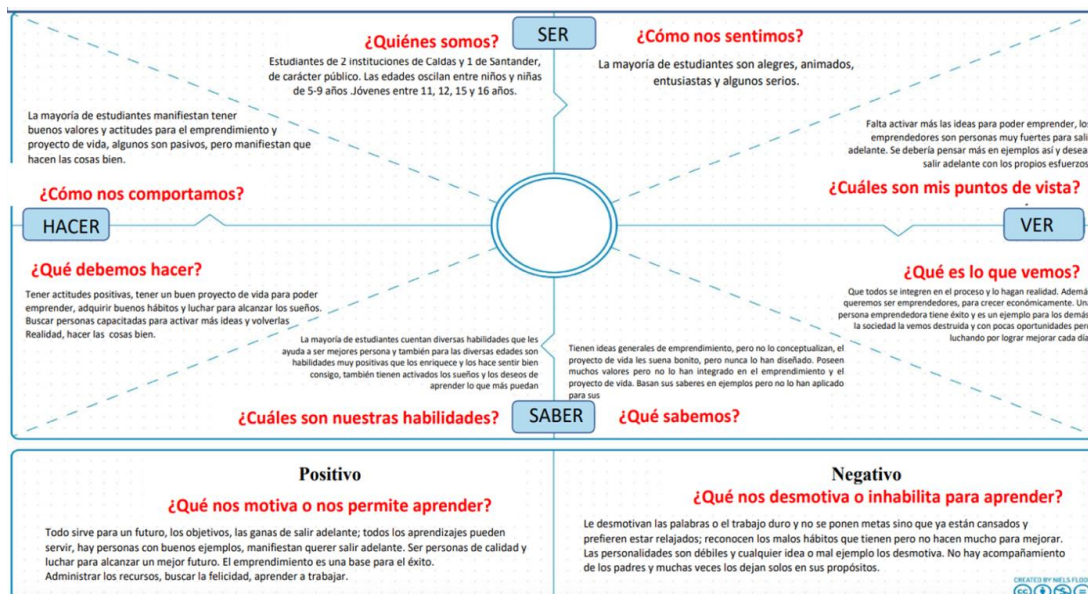 SER
¿Quiénes somos?
Estudiantes de 2 instituciones de Caldas y 1 de Santander,
de carácter público. Las edades oscilan entre niños y niñas
de 5-9 años .Jóvenes entre 11, 12, 15 y 16 años.
¿Cómo nos sentimos?
La mayoría de estudiantes son alegres, animados,
entusiastas y algunos serios.
La mayoría de estudiantes manifiestan tener
buenos valores y actitudes para el emprendimiento y
proyecto de vida, algunos son pasivos, pero manifiestan que
hacen las cosas bien.
¿Cómo nos comportamos?
HACER
Falta activar más las ideas para poder emprender, los
emprendedores son personas muy fuertes para salir
adelante. Se debería pensar más en ejemplos así y desea
salir adelante con los propios esfuerzos
¿Cuáles son mis puntos de vista?
VER
¿Qué debemos hacer?
Tener actitudes positivas, tener un buen proyecto de vida para poder
emprender, adquirir buenos hábitos y luchar para alcanzar los sueños.
Buscar personas capacitadas para activar más ideas y volverlas
Realidad, hacer las cosas bien.
¿Qué es lo que vemos?
Que todos se integren en el proceso y lo hagan realidad. Ademá
queremos ser emprendedores, para crecer económicamente. Una
persona emprendedora tiene éxito y es un ejemplo para los demás
la sociedad la vemos destruida y con pocas oportunidades per
luchando por lograr mejorar cada día
La mayoría de estudiantes cuentan diversas habilidades que les
ayuda a ser mejores persona y también para las diversas edades son
habilidades muy positivas que los enriquece y los hace sentir bien
consigo, también tienen activados los sueños y los deseos de
aprender lo que más puedan
¿Cuáles son nuestras habilidades?
SABER
Tienen ideas generales de emprendimiento, pero no lo conceptualizan, el
proyecto de vida les suena bonito, pero nunca lo han diseñado. Poseen
muchos valores pero no lo han integrado en el emprendimiento y el
proyecto de vida. Basan sus saberes en ejemplos pero no lo han aplicado
para sus
¿Qué sabemos?
Positivo
¿Qué nos motiva o nos permite aprender?
Todo sirve para un futuro, los objetivos, las ganas de salir adelante; todos los aprendizajes pueden
servir, hay personas con buenos ejemplos, manifiestan querer salir adelante. Ser personas de calidad y
luchar para alcanzar un mejor futuro. El emprendimiento es una base para el éxito.
Administrar los recursos, buscar la felicidad, aprender a trabajar.
Negativo
¿Qué nos desmotiva o inhabilita para aprender?
Le desmotivan las palabras o el trabajo duro y no se ponen metas sino que ya están cansados y
prefieren estar relajados; reconocen los malos hábitos que tienen pero no hacen mucho para mejorar.
Las personalidades son débiles y cualquier idea o mal ejemplo los desmotiva. No hay acompañamiento
de los padres y muchas veces los dejan solos en sus propósitos.
CREATED BY NIELS